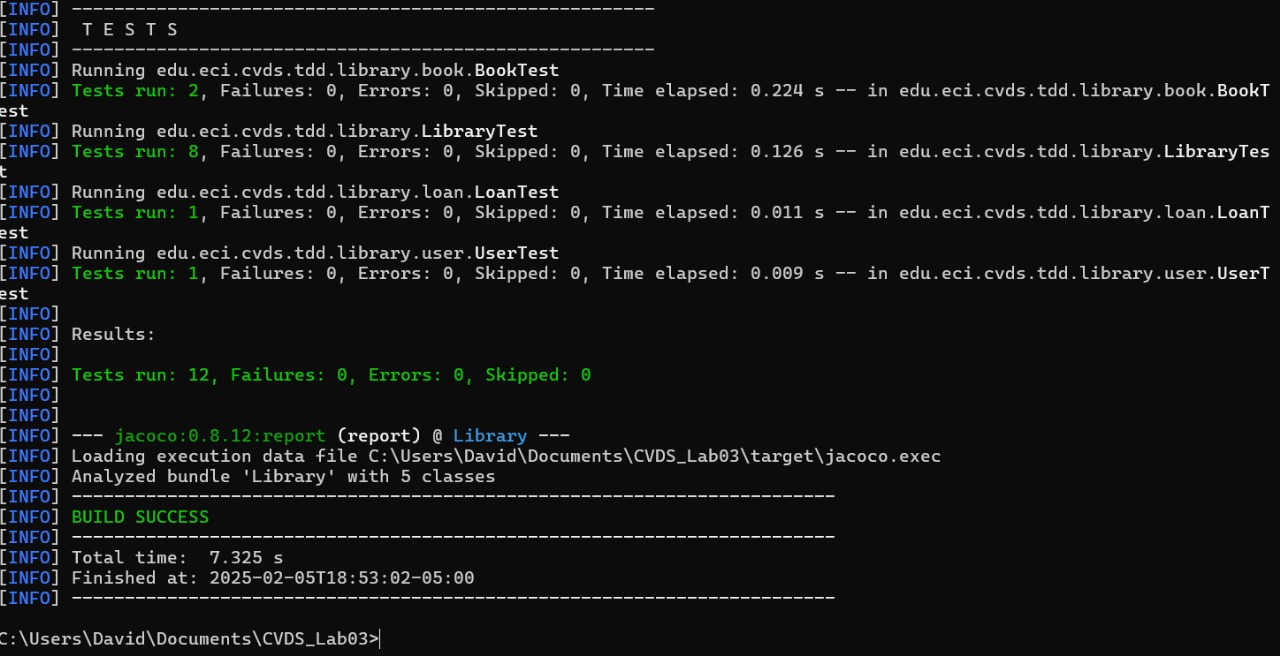 [INFO] -------------------------------------------------------
[INFO]  T E S T S
[INFO] -------------------------------------------------------
[INFO] Running edu.eci.cvds.tdd.library.book.BookTest
[INFO] Tests run: 2, Failures: 0, Errors: 0, Skipped: 0, Time elapsed: 0.224 s -- in edu.eci.cvds.tdd.library.book.BookT
est
[INFO] Running edu.eci.cvds.tdd.library.LibraryTest
[INFO] Tests run: 8, Failures: 0, Errors: 0, Skipped: 0, Time elapsed: 0.126 s -- in edu.eci.cvds.tdd.library.LibraryTes
t
[INFO] Running edu.eci.cvds.tdd.library.loan.LoanTest
[INFO] Tests run: 1, Failures: 0, Errors: 0, Skipped: 0, Time elapsed: 0.011 s -- in edu.eci.cvds.tdd.library.loan.LoanT
est
[INFO] Running edu.eci.cvds.tdd.library.user.UserTest
[INFO] Tests run: 1, Failures: 0, Errors: 0, Skipped: 0, Time elapsed: 0.009 s -- in edu.eci.cvds.tdd.library.user.UserT
est
[INFO]
[INFO] Results:
[INFO]
[INFO] Tests run: 12, Failures: 0, Errors: 0, Skipped: 0
[INFO]
[INFO]
[INFO] --- jacoco:0.8.12:report (report) @ Library ---
[INFO] Loading execution data file C:\Users\David\Documents\CVDS_Lab03\target\jacoco.exec
[INFO] Analyzed bundle 'Library' with 5 classes
[INFO] ------------------------------------------------------------------------
[INFO] BUILD SUCCESS
[INFO] ------------------------------------------------------------------------
[INFO] Total time:  7.325 s
[INFO] Finished at: 2025-02-05T18:53:02-05:00
[INFO] ------------------------------------------------------------------------
C:\Users\David\Documents\CVDS_Lab03>